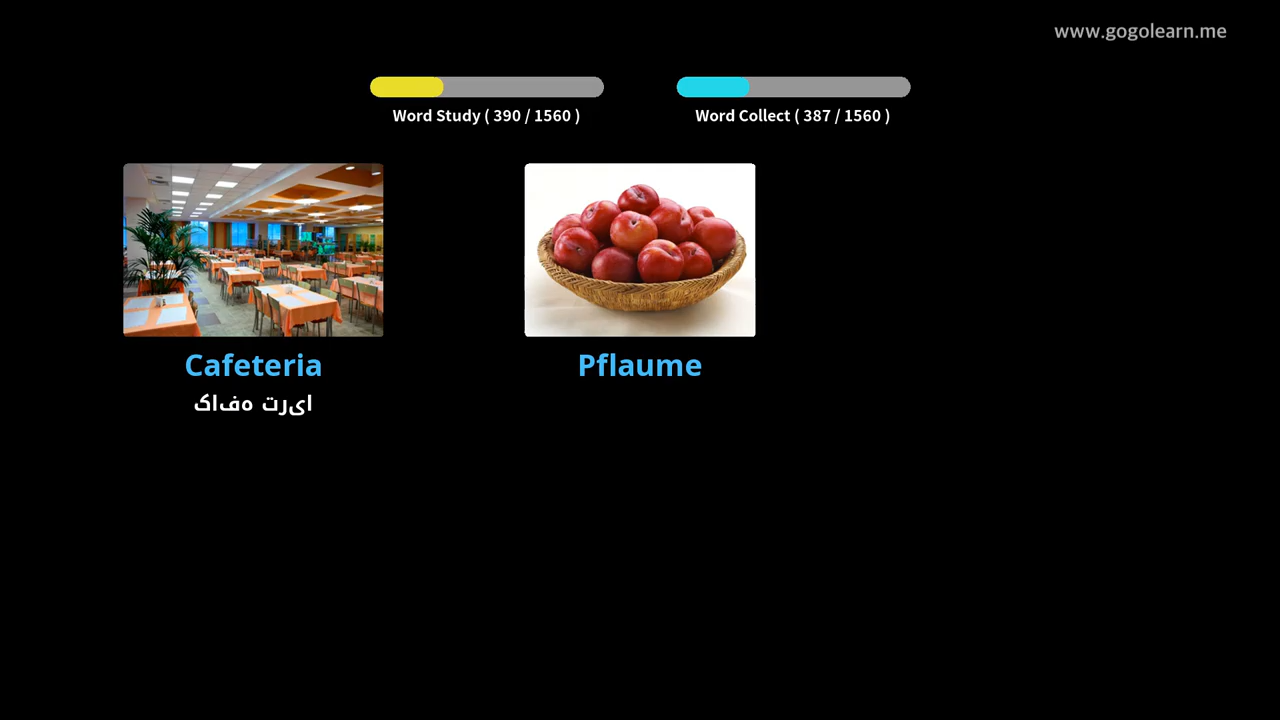 www.gogolearn.me
Word Study ( 390 / 1560 )
Word Collect ( 387 / 1560 )
Cafeteria
ایرت هفاک
Pflaume